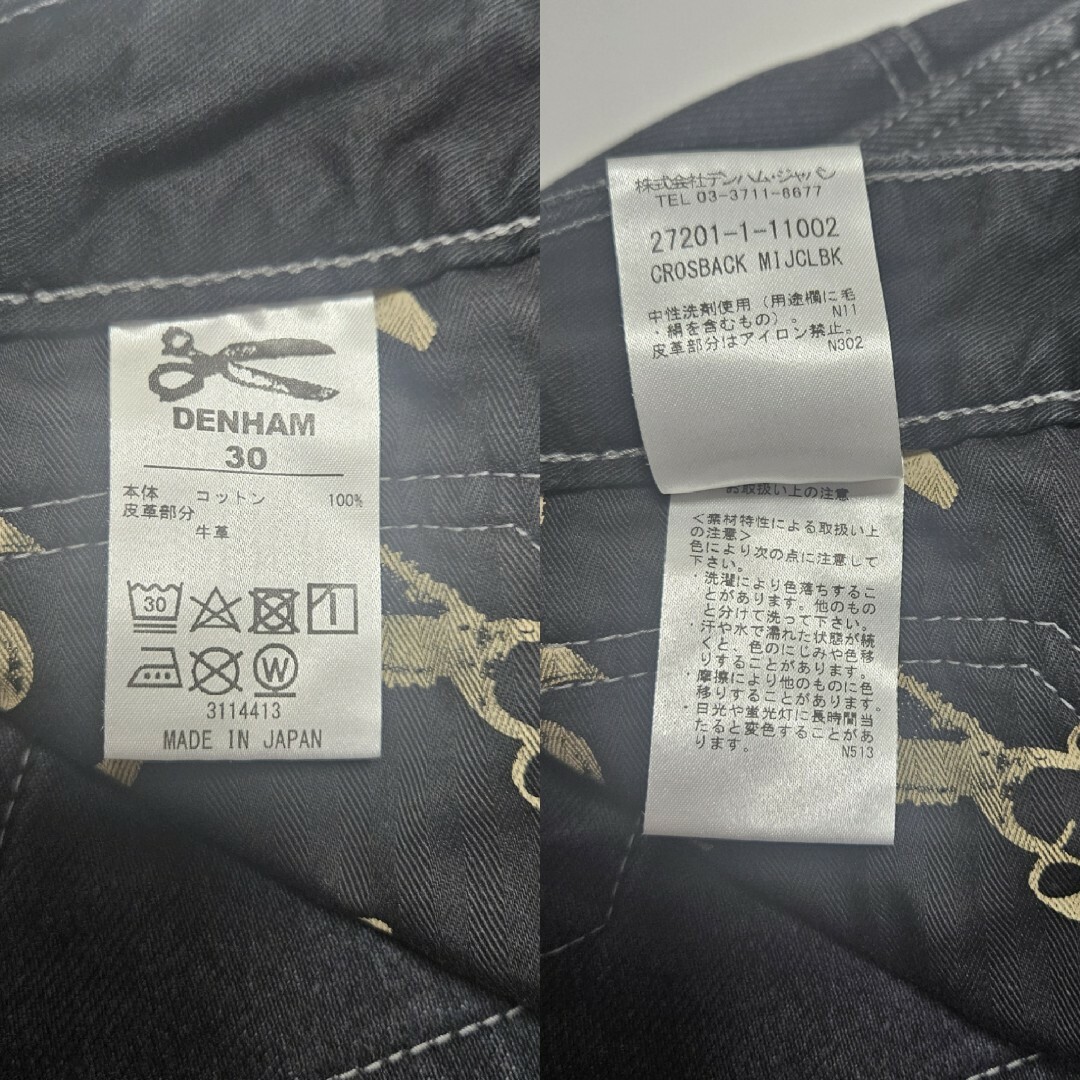 DENHAM
30
本体 コットン 100%
皮革部分
牛革
30
W
3114413
MADE IN JAPAN
株式会社デンハム・ジャパン
TEL 03-3711-6677
27201-1-11002
CROSBACK MIJCLBK
中性洗剤使用（用途欄に毛
・絹を含むもの）。 N11
皮革部分はアイロン禁止。
N302
お取扱い上の注意
＜素材特性による取扱い上
の注意＞
色により次の点に注意して
下さい。
・洗濯により色落ちするこ
とがあります。他のもの
と分けて洗って下さい。
・汗や水で濡れた状態が続
くと、色のにじみや色移
りすることがあります。
・摩擦により他のものに色
移りすることがあります。
・日光や蛍光灯に長時間当
たると変色することがあ
ります。 N513